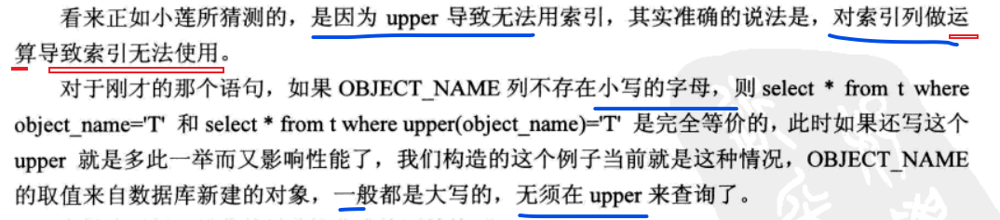 看来正如小莲所猜测的，是因为 upper 导致无法用索引，其实准确的说法是，对索引列做运
算导致索引无法使用。
对于刚才的那个语句，如果 OBJECT_NAME 列不存在小写的字母，则 select * from t where
object_name='T' 和 select * from t where upper(object_name)='T' 是完全等价的，此时如果还写这个
upper 就是多此一举而又影响性能了，我们构造的这个例子当前就是这种情况，OBJECT_NAME
的取值来自数据库新建的对象，一般都是大写的，无须在 upper 来查询了。